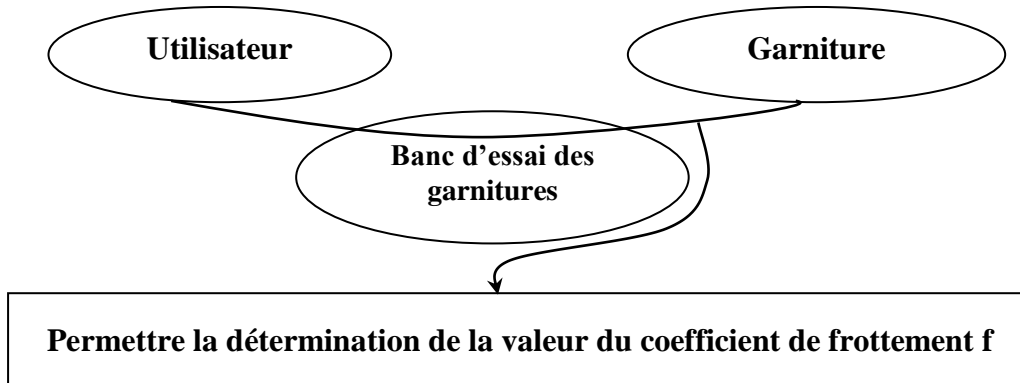 Utilisateur
Garniture
Banc d'essai des
garnitures
Permettre la détermination de la valeur du coefficient de frottement f